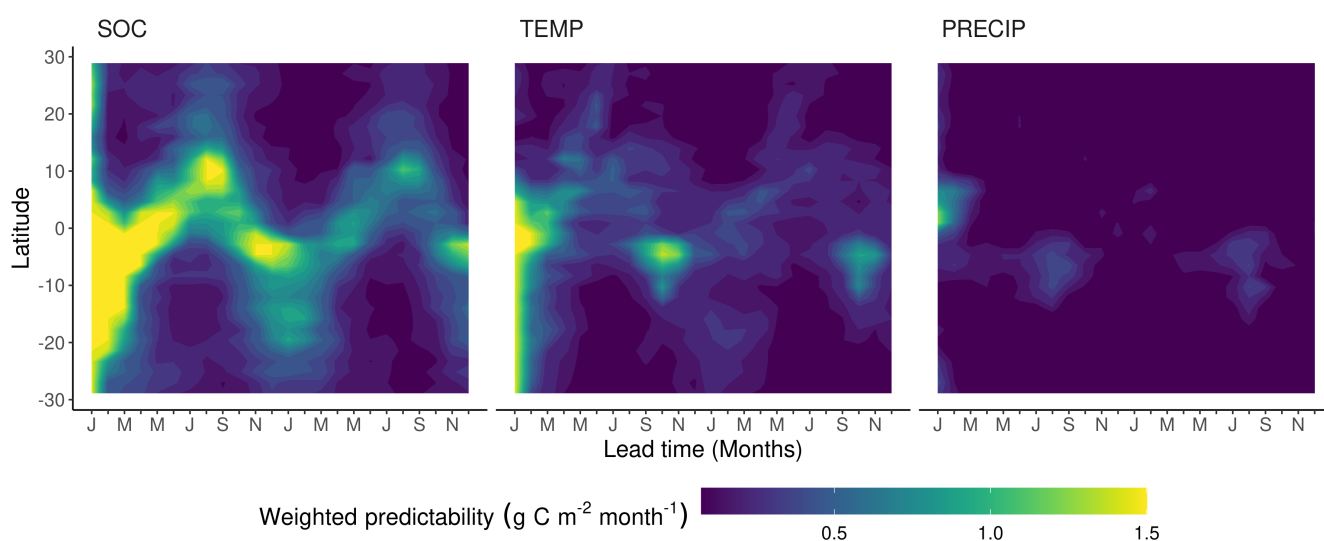 SOC TEMP PRECIP
30
20
10
0
-10
-20
-30
Latitude
J M M J S N J M M J S N J M M J S N J M M J S N J M M J S N J M M J S N
Lead time (Months)
Weighted predictability (g C m-2 month-1)
0.5 1.0 1.5